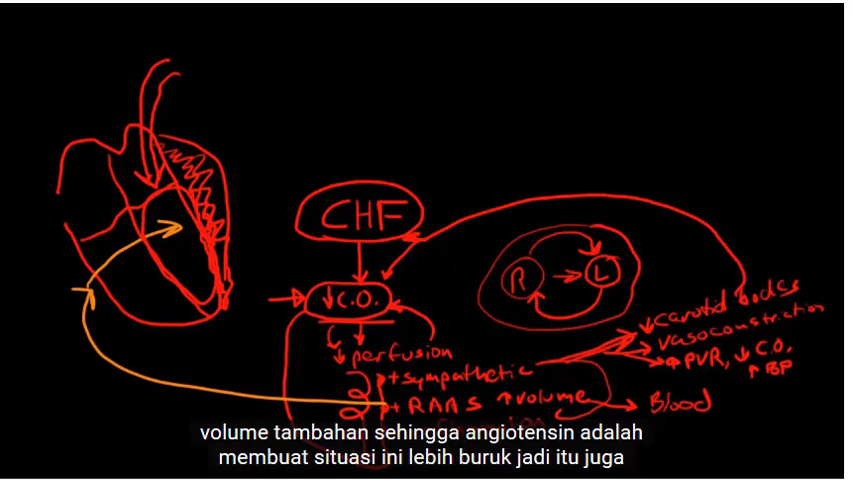 CHF
↓ C.O.
R → L
↓ perfusion
+ sympathetic
+ RAAS ↑ volume
↓ carotid bodies
vasoconstriction
↑ PVR, ↓ C.O.
↑ BP
Blood
volume tambahan sehingga angiotensin adalah
membuat situasi ini lebih buruk jadi itu juga